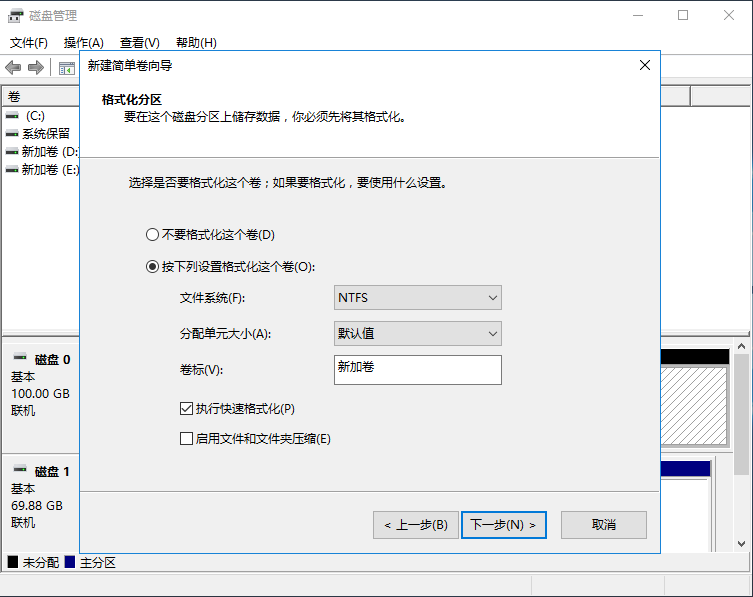 磁盘管理
文件(F) 操作(A) 查看(V) 帮助(H)
新建简单卷向导
格式化分区
要在这个磁盘分区上储存数据，你必须先将其格式化。
卷
(C:)
系统保留
新加卷 (D:
新加卷 (E:)
选择是否要格式化这个卷；如果要格式化，要使用什么设置。
不要格式化这个卷(D)
按下列设置格式化这个卷(O):
文件系统(F): NTFS
分配单元大小(A): 默认值
卷标(V): 新加卷
执行快速格式化(P)
启用文件和文件夹压缩(E)
磁盘 0
基本
100.00 GB
联机
磁盘 1
基本
69.88 GB
联机
< 上一步(B) 下一步(N) > 取消
未分配 主分区